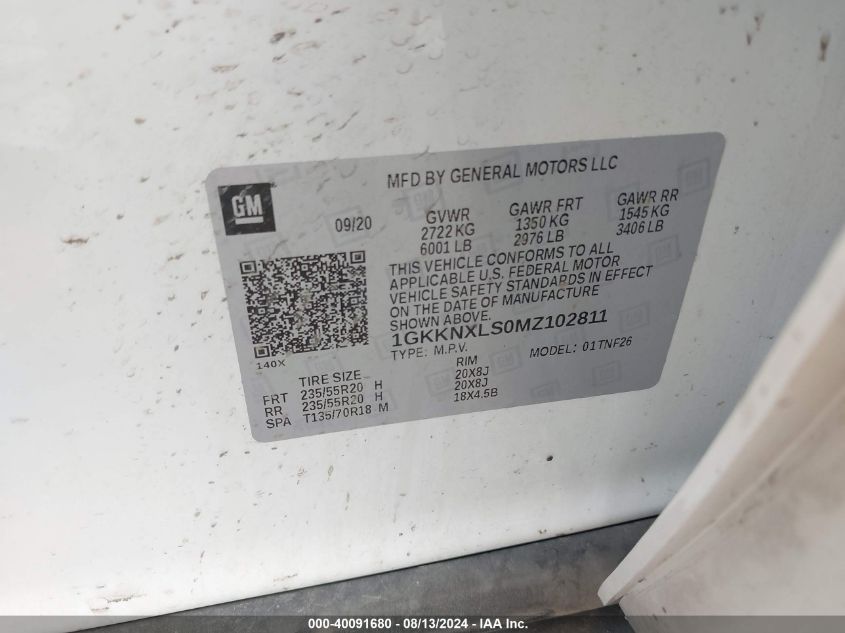 MFD BY GENERAL MOTORS LLC
GM
09/20
GVWR GAWR FRT GAWR RR
2722 KG 1350 KG 1545 KG
6001 LB 2976 LB 3406 LB
THIS VEHICLE CONFORMS TO ALL
APPLICABLE U.S. FEDERAL MOTOR
VEHICLE SAFETY STANDARDS IN EFFECT
ON THE DATE OF MANUFACTURE
SHOWN ABOVE.
1GKKNXLS0MZ102811
TYPE: M.P.V. MODEL: 01TNF26
140X
TIRE SIZE RIM
FRT 235/55R20 H 20X8J
RR 235/55R20 H 20X8J
SPA T135/70R18 M 18X4.5B
000-40091680 - 08/13/2024 - IAA Inc.